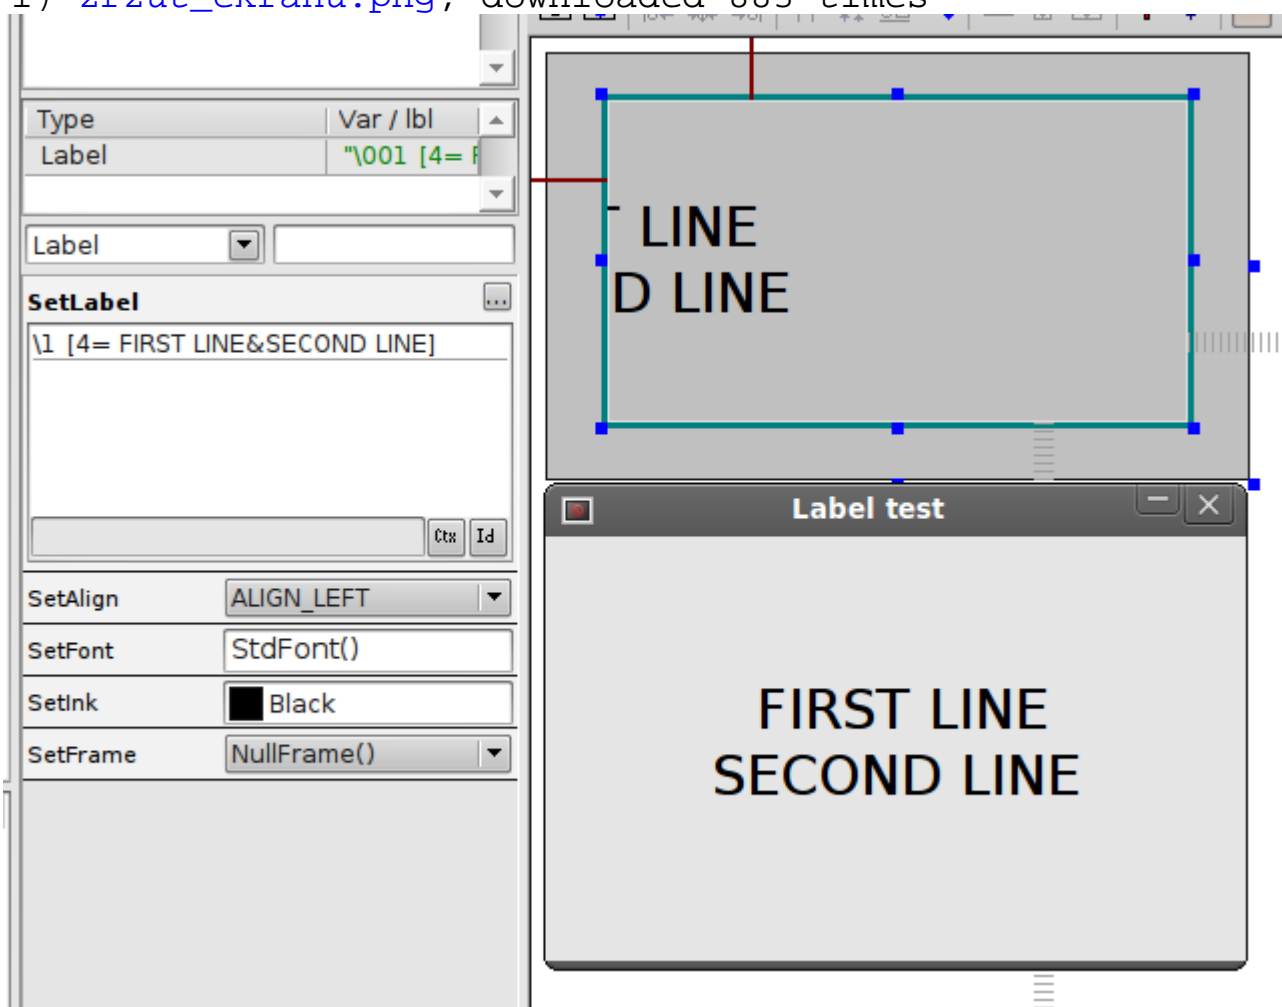 Type Var / lbl
Label "\001 [4=
Label
SetLabel
...
\1 [4= FIRST LINE&SECOND LINE]
Ctx Id
SetAlign ALIGN_LEFT
SetFont StdFont()
SetInk Black
SetFrame NullFrame()
LINE
D LINE
Label test
FIRST LINE
SECOND LINE